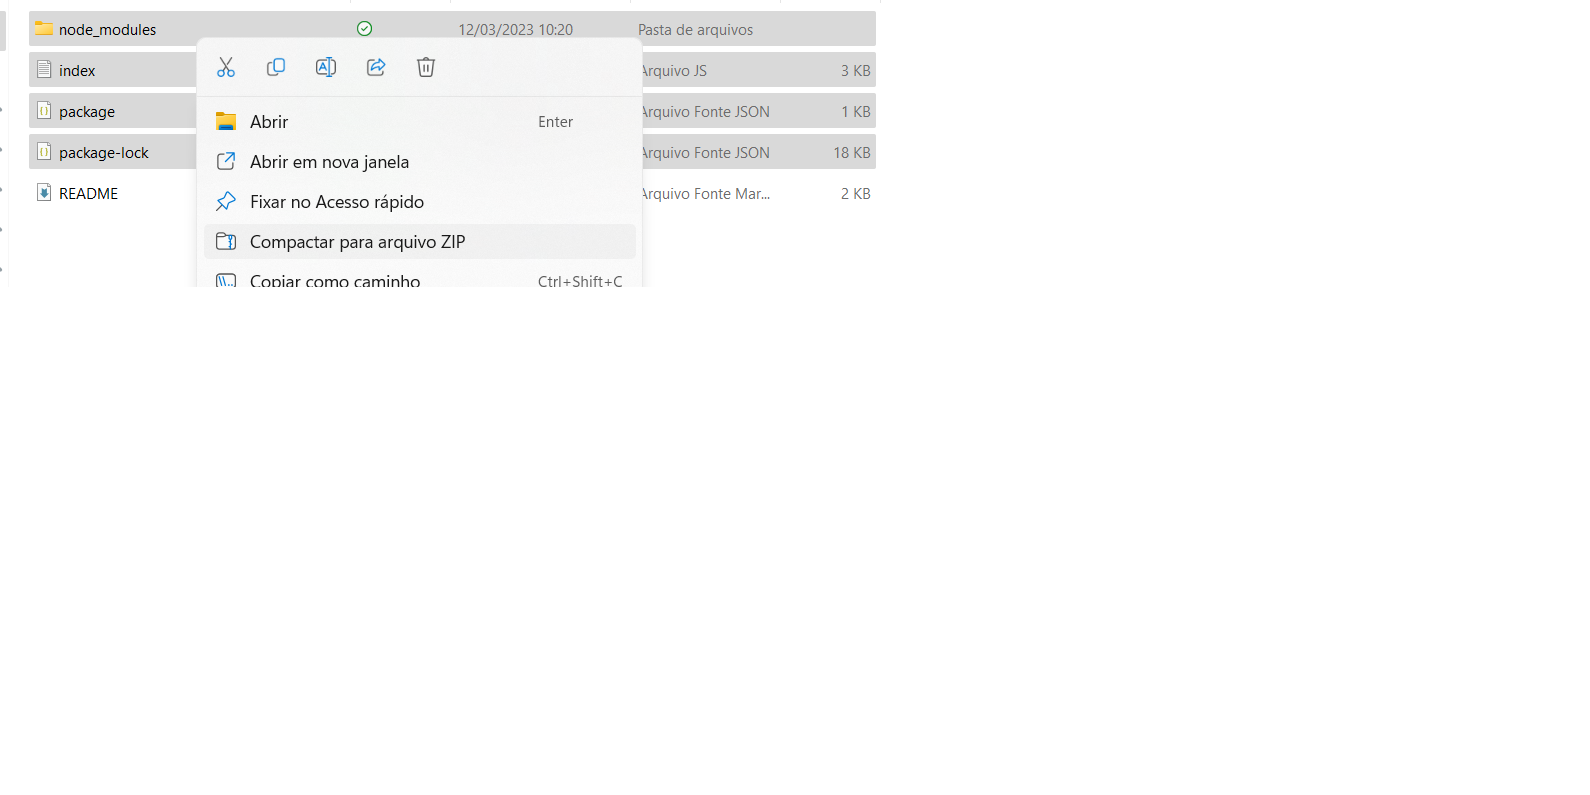 node_modules 12/03/2023 10:20 Pasta de arquivos
index Arquivo JS 3 KB
package Arquivo Fonte JSON 1 KB
package-lock Arquivo Fonte JSON 18 KB
README Arquivo Fonte Mar... 2 KB
A
Abrir Enter
Abrir em nova janela
Fixar no Acesso rápido
Compactar para arquivo ZIP
Copiar como caminho Ctrl+Shift+C